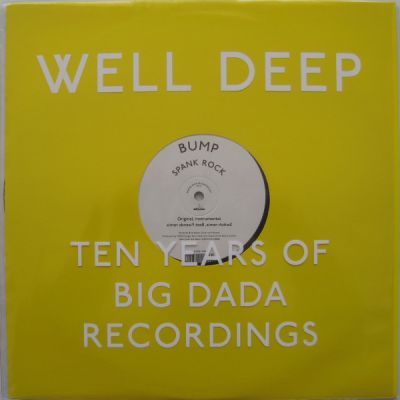 WELL DEEP
BUMP
SPANK ROCK
Original, Instrumental
TEN YEARS OF
BIG DADA
RECORDINGS